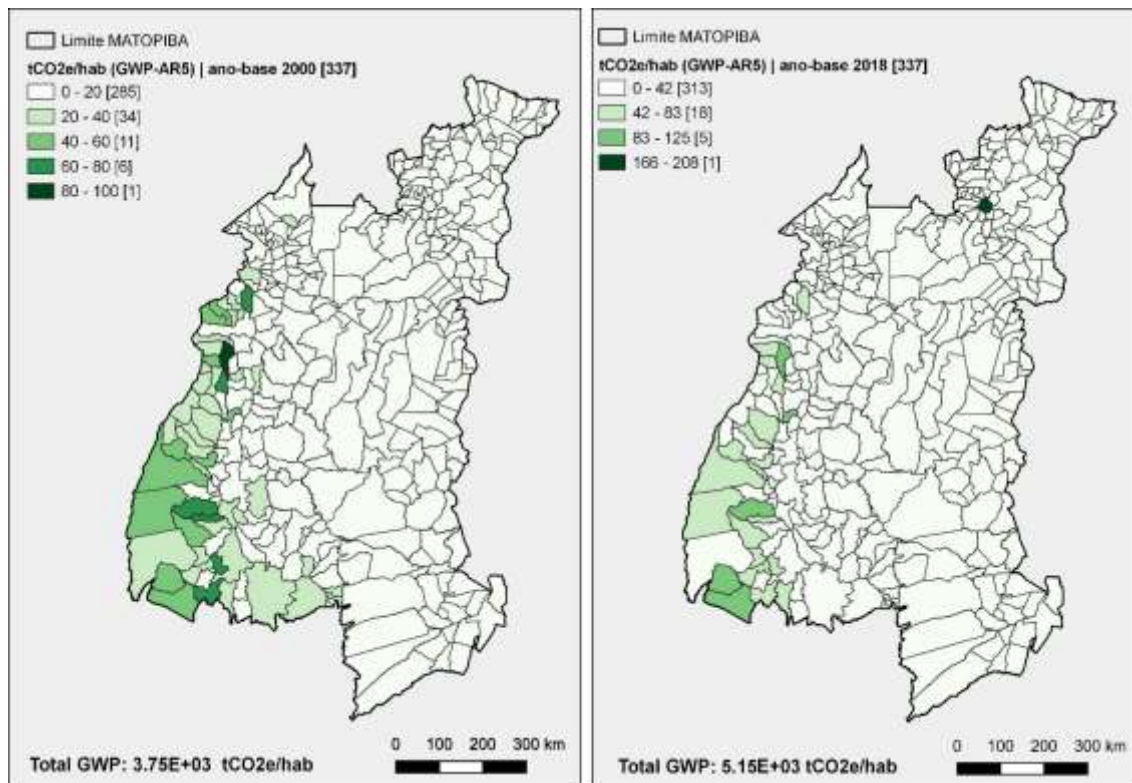 Limite MATOPIBA
tCO2e/hab (GWP-AR5) | ano-base 2000 [337]
0 - 20 [285]
20 - 40 [34]
40 - 60 [11]
60 - 80 [6]
80 - 100 [1]
0 100 200 300 km
Total GWP: 3.75E+03 tCO2e/hab
Limite MATOPIBA
tCO2e/hab (GWP-AR5) | ano-base 2018 [337]
0 - 42 [313]
42 - 83 [18]
83 - 125 [5]
166 - 208 [1]
0 100 200 300 km
Total GWP: 5.15E+03 tCO2e/hab